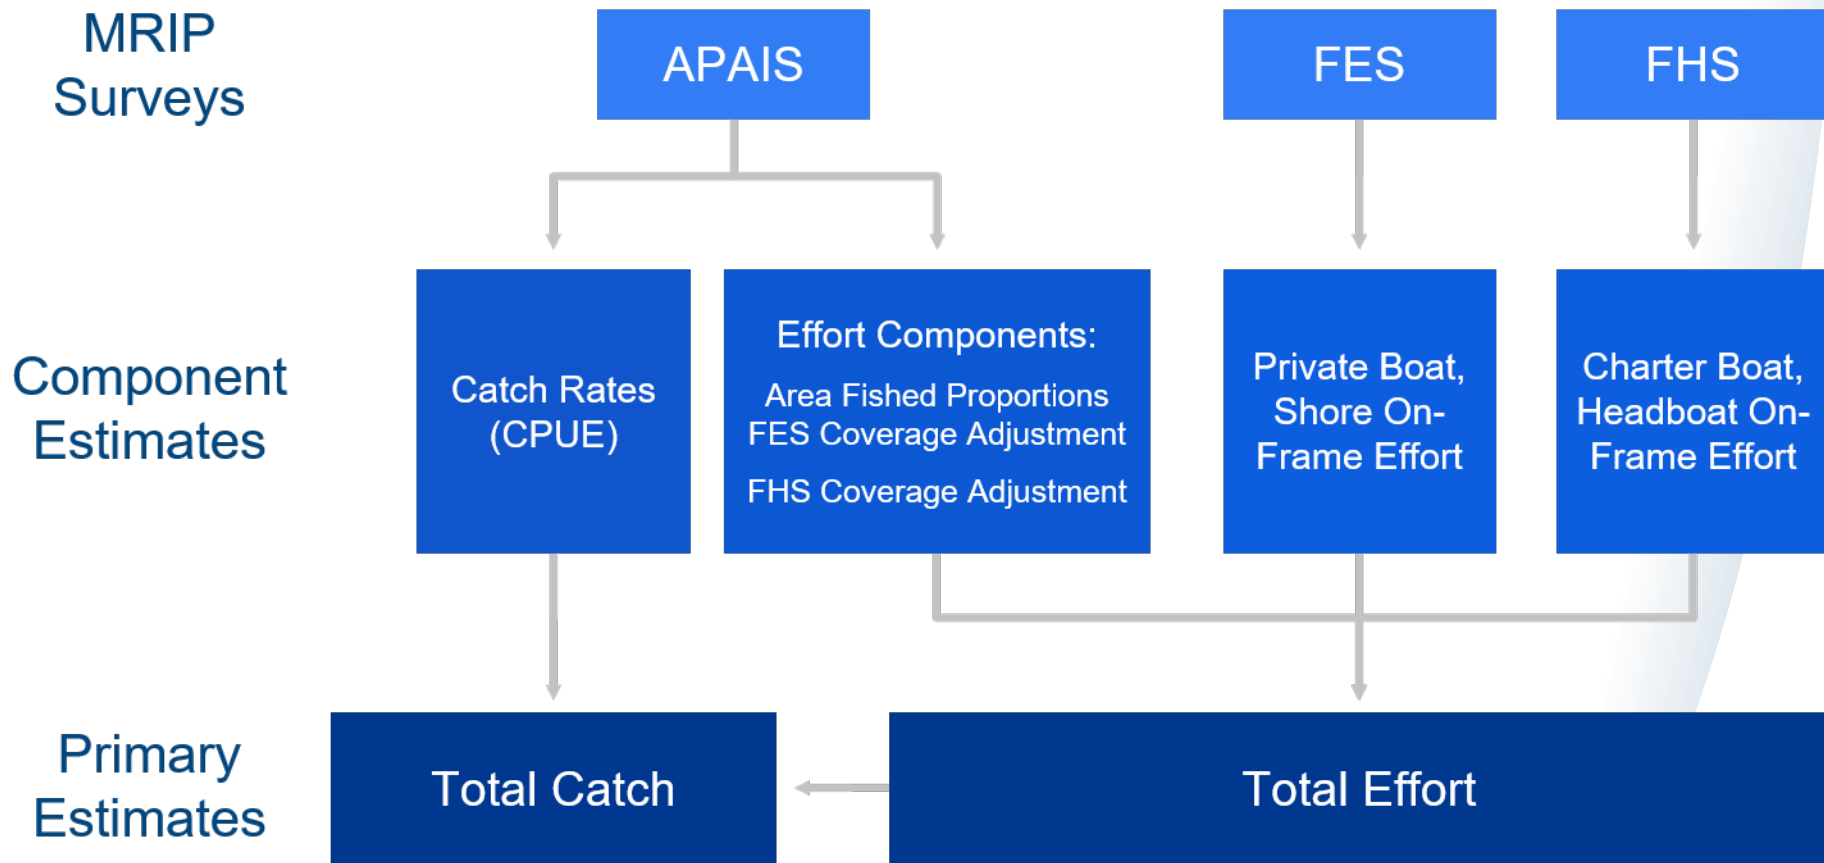 MRIP
Surveys
APAIS
FES
FHS
Component
Estimates
Catch Rates
(CPUE)
Effort Components:
Area Fished Proportions
FES Coverage Adjustment
FHS Coverage Adjustment
Private Boat,
Shore On-
Frame Effort
Charter Boat,
Headboat On-
Frame Effort
Primary
Estimates
Total Catch
Total Effort